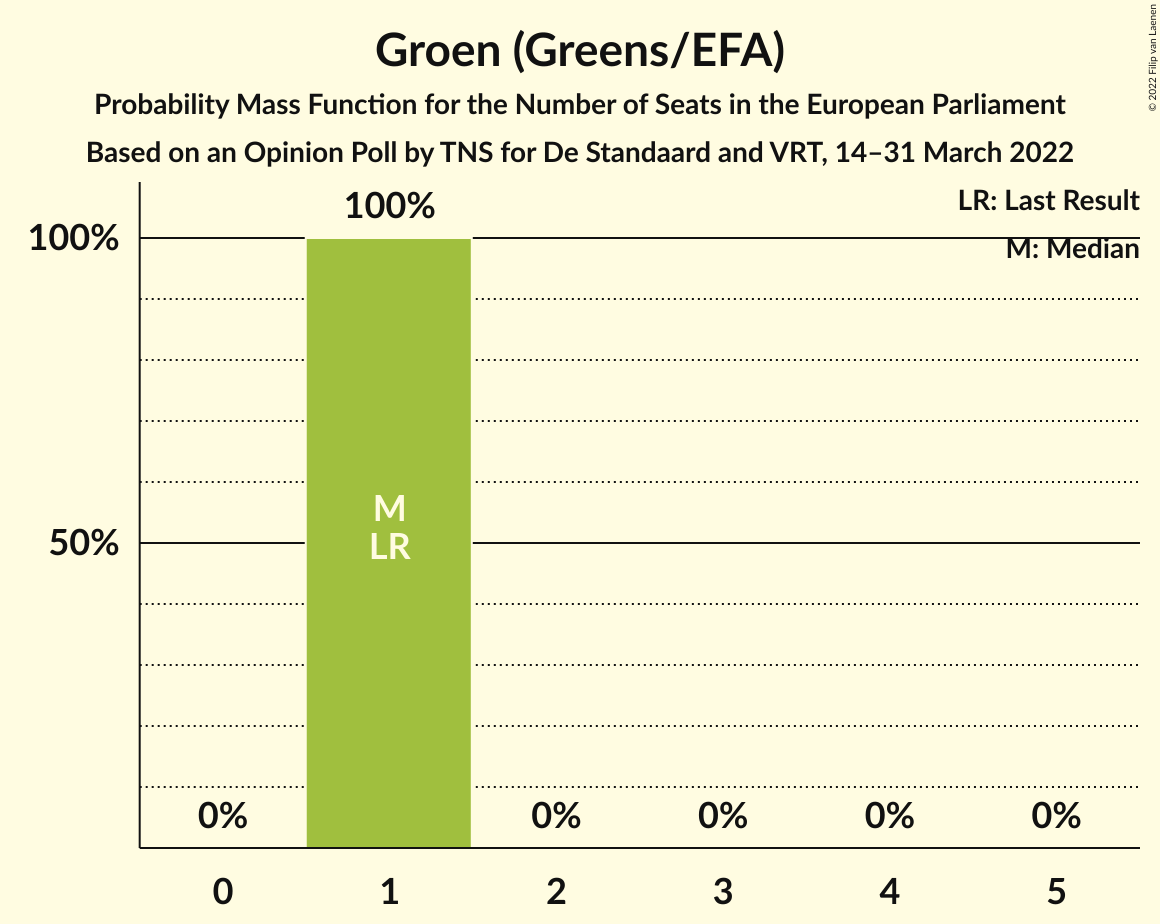 Groen (Greens/EFA)
Probability Mass Function for the Number of Seats in the European Parliament
Based on an Opinion Poll by TNS for De Standaard and VRT, 14–31 March 2022
© 2022 Filip van Laenen
LR: Last Result
M: Median
100%
100%
50%
M
LR
0%
0%
0%
0%
0%
0
1
2
3
4
5